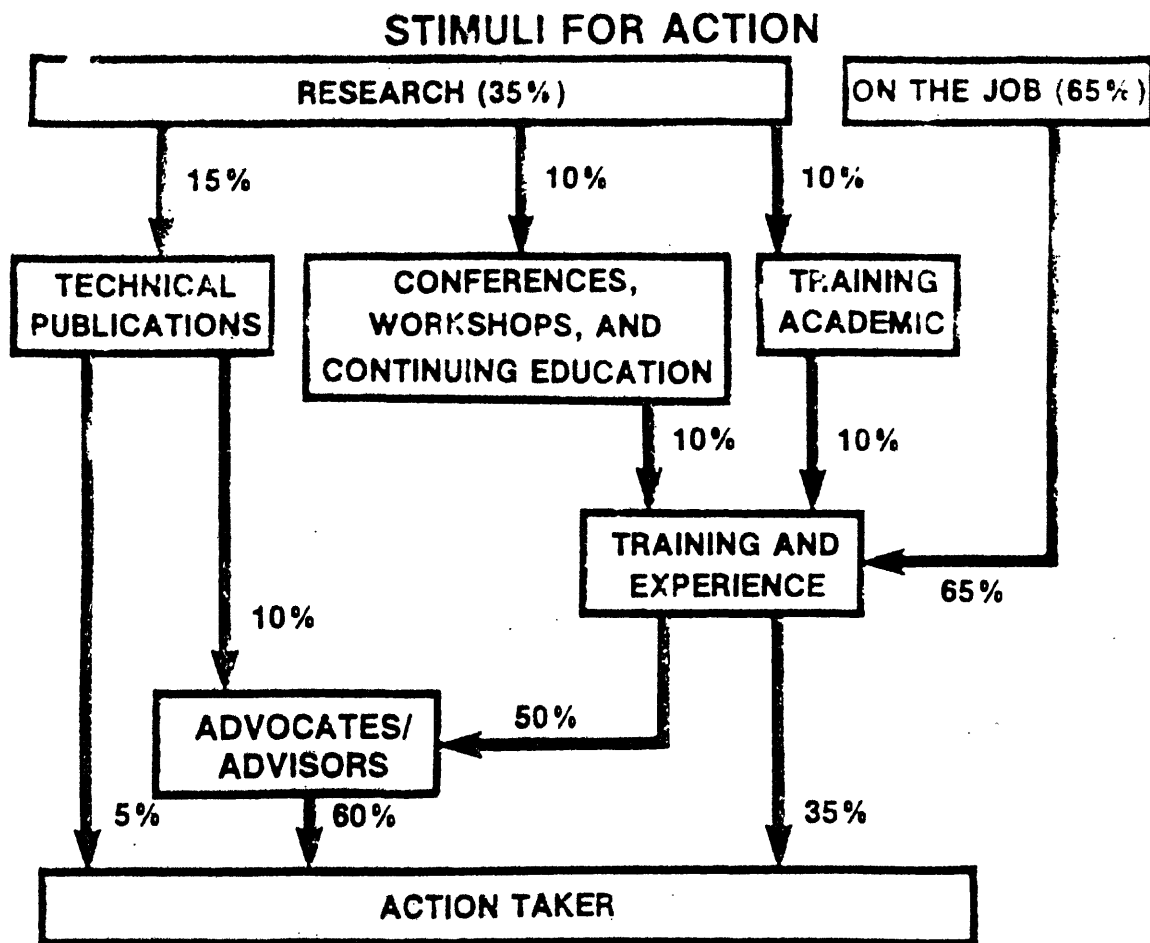 STIMULI FOR ACTION
RESEARCH (35%)
ON THE JOB (65%)
15%
10%
10%
TECHNICAL
PUBLICATIONS
CONFERENCES,
WORKSHOPS, AND
CONTINUING EDUCATION
TRAINING
ACADEMIC
10%
10%
TRAINING AND
EXPERIENCE
65%
10%
ADVOCATES/
ADVISORS
50%
5%
60%
35%
ACTION TAKER